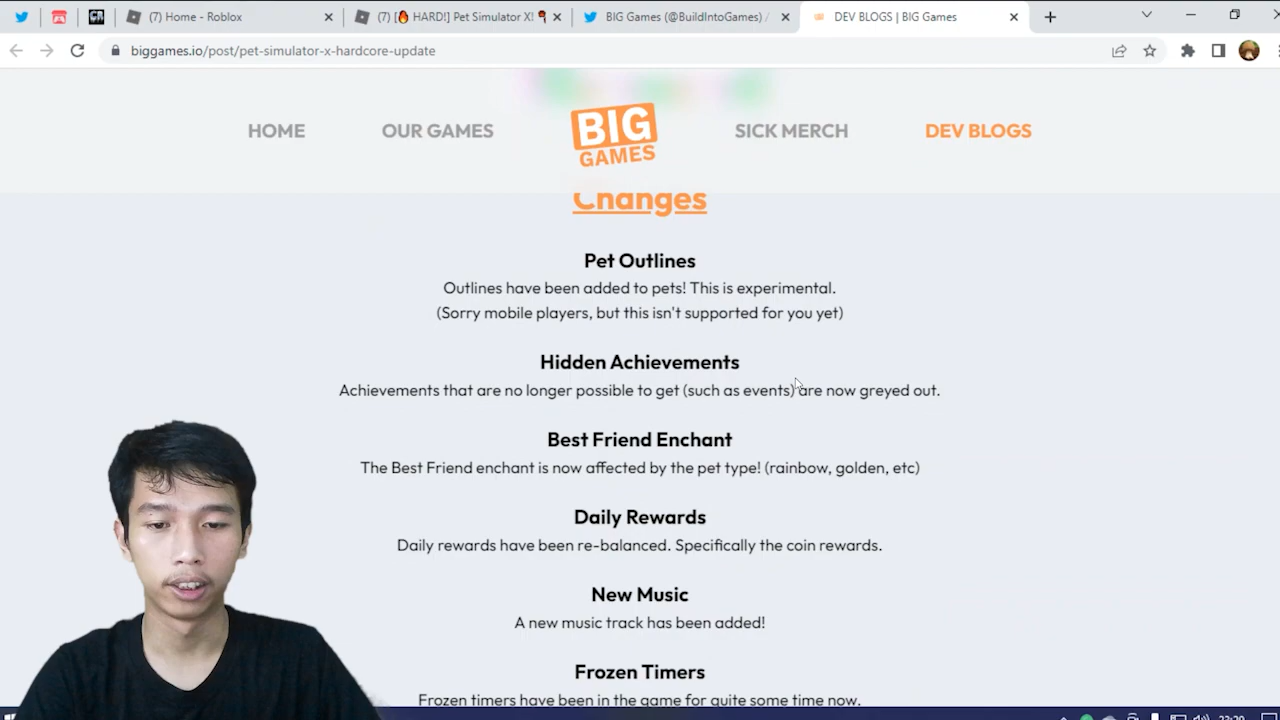 (7) Home - Roblox
(7) [🔥 HARD!] Pet Simulator X! 🎈
BIG Games (@BuildIntoGames) /
DEV BLOGS | BIG Games
biggames.io/post/pet-simulator-x-hardcore-update
HOME
OUR GAMES
BIG
GAMES
SICK MERCH
DEV BLOGS
Changes
Pet Outlines
Outlines have been added to pets! This is experimental.
(Sorry mobile players, but this isn't supported for you yet)
Hidden Achievements
Achievements that are no longer possible to get (such as events) are now greyed out.
Best Friend Enchant
The Best Friend enchant is now affected by the pet type! (rainbow, golden, etc)
Daily Rewards
Daily rewards have been re-balanced. Specifically the coin rewards.
New Music
A new music track has been added!
Frozen Timers
Frozen timers have been in the game for quite some time now.